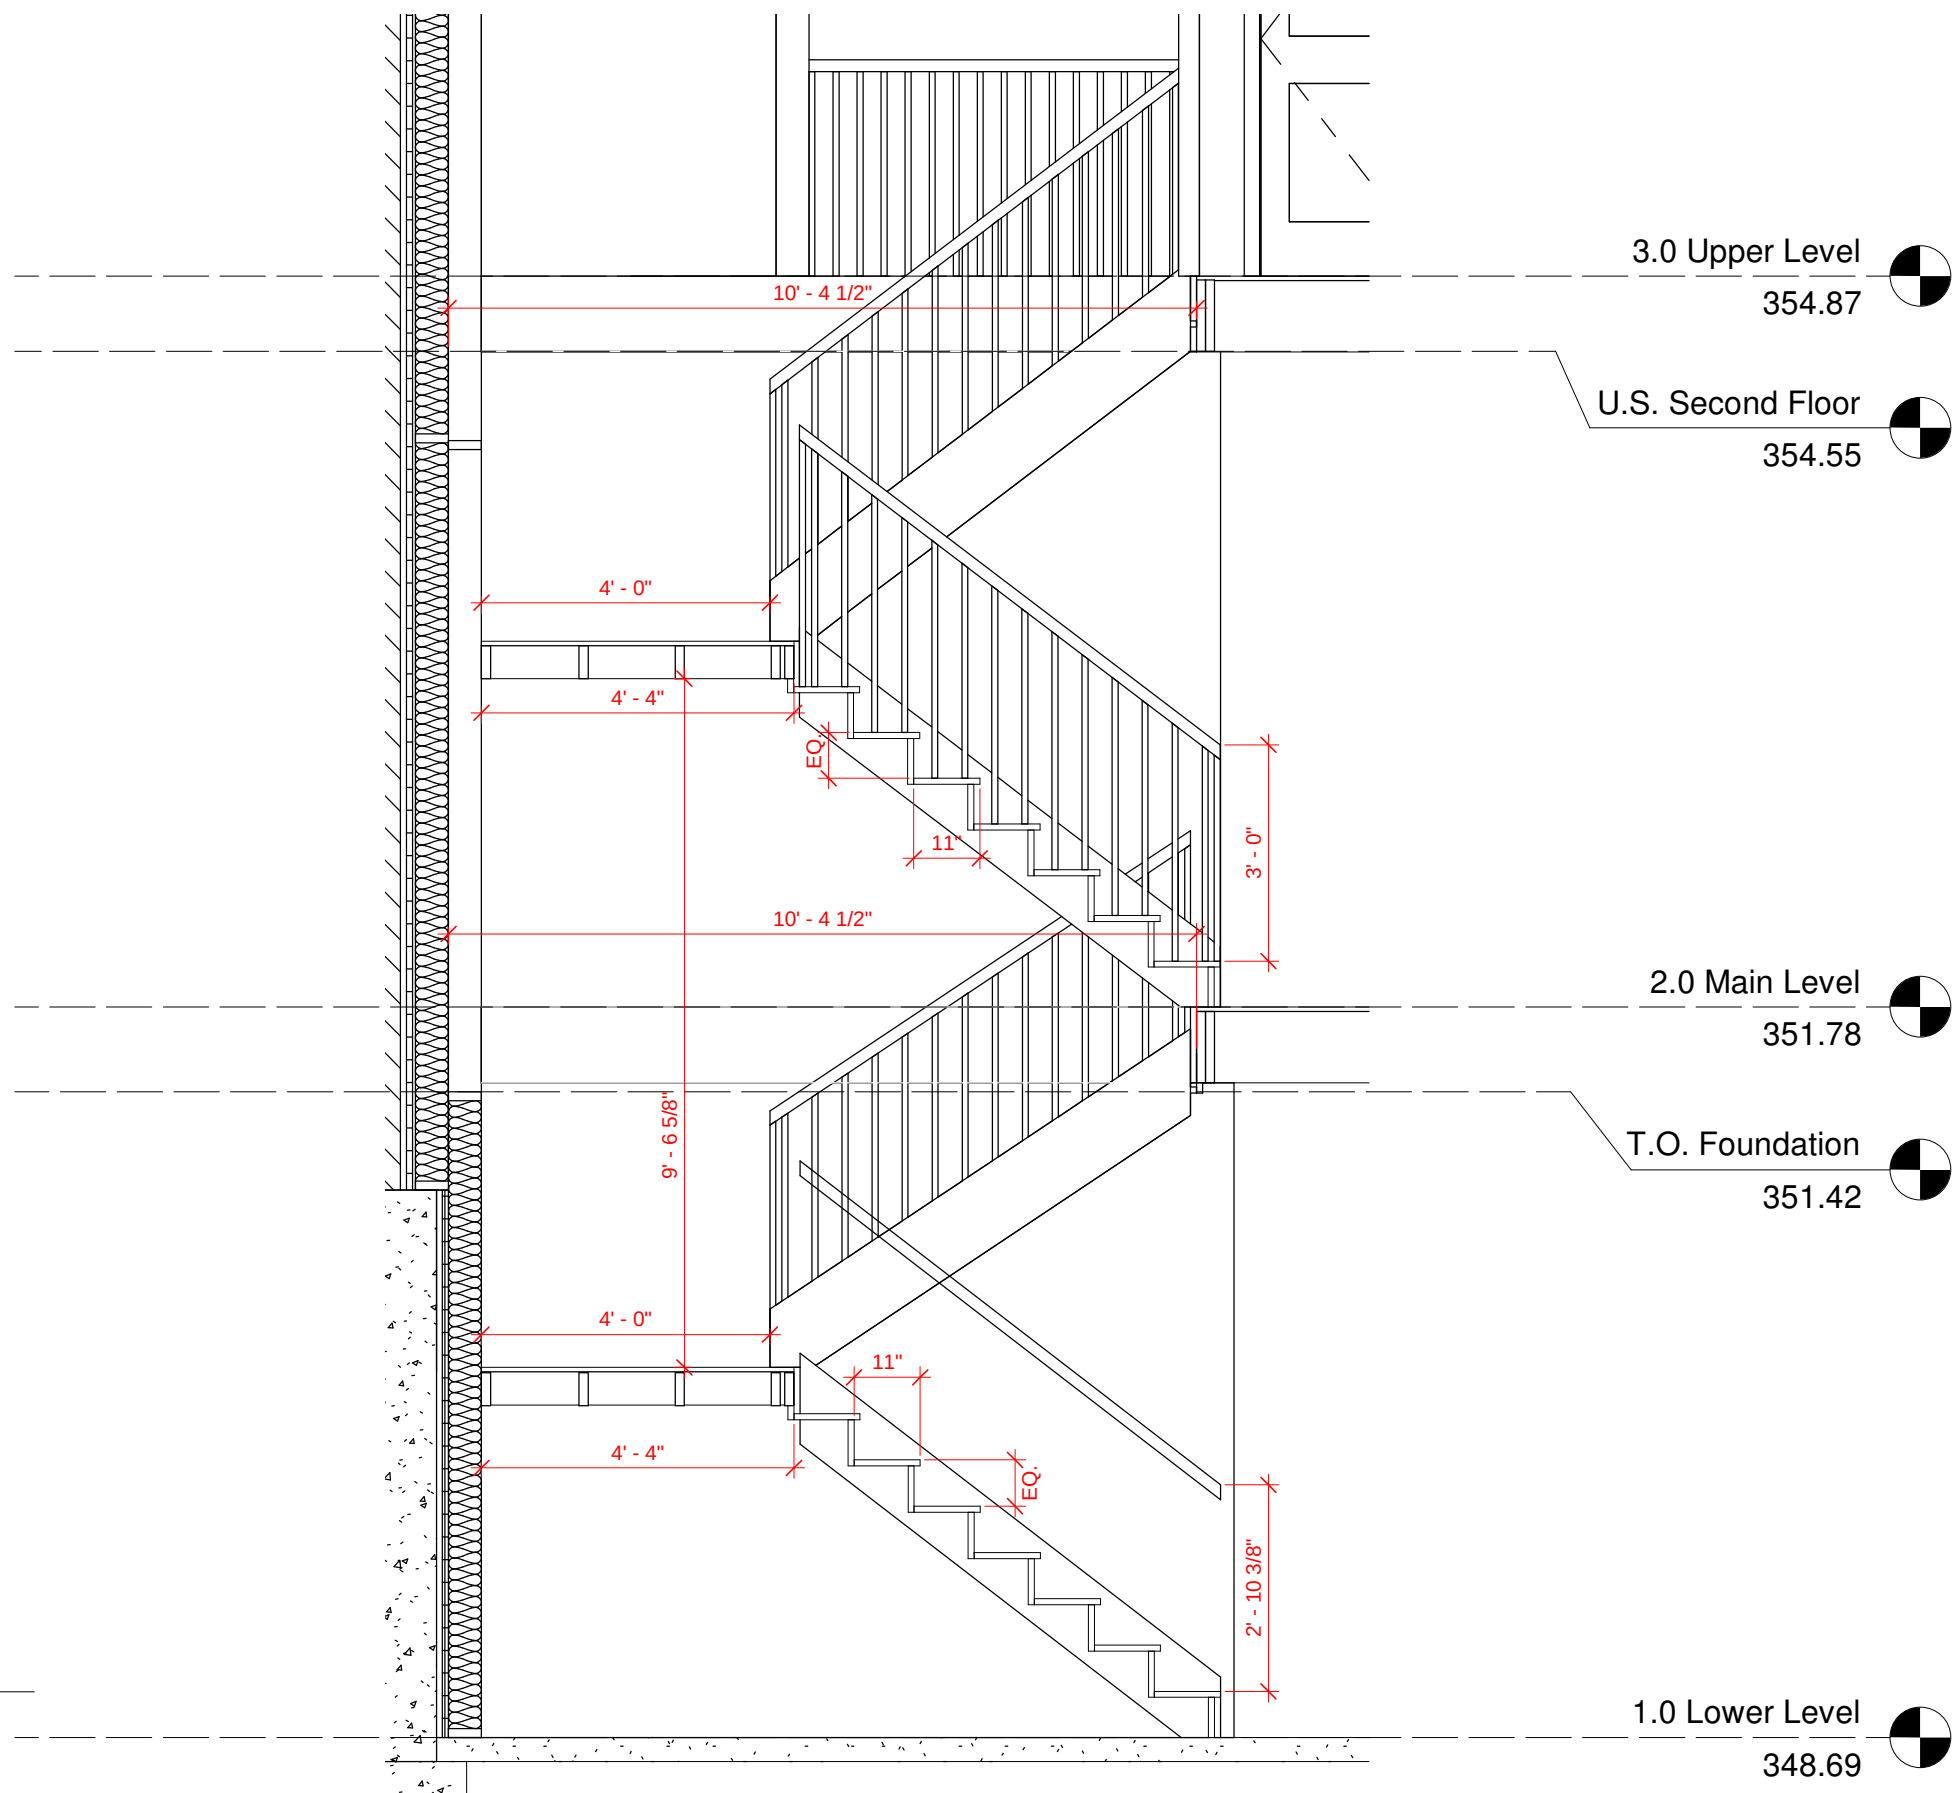 3.0 Upper Level
10' - 4 1/2"
354.87
U.S. Second Floor
354.55
4' - 0"
4' - 4"
EQ.
11"
3' - 0"
10' - 4 1/2"
2.0 Main Level
351.78
9' - 6 5/8"
T.O. Foundation
351.42
4' - 0"
11"
4' - 4"
EQ.
2' - 10 3/8"
1.0 Lower Level
348.69